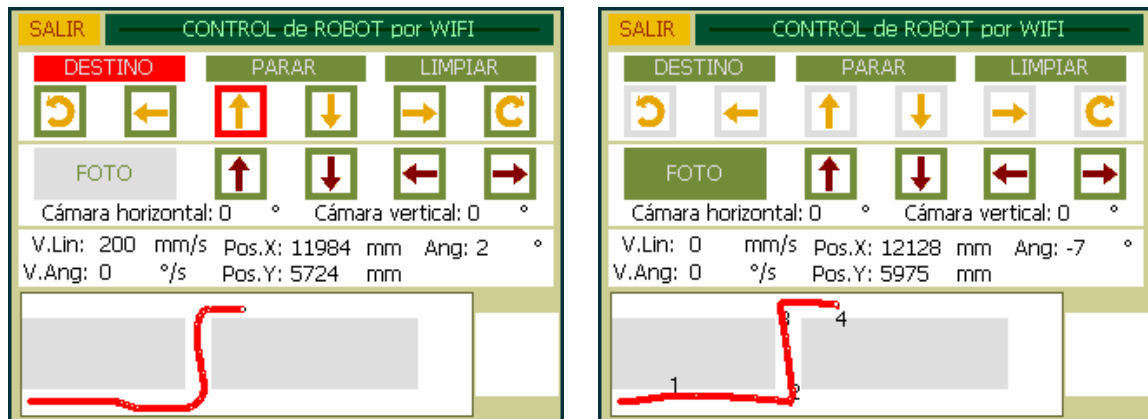 SALIR CONTROL de ROBOT por WIFI
DESTINO PARAR LIMPIAR
FOTO
Cámara horizontal: 0 ° Cámara vertical: 0 °
V.Lin: 200 mm/s Pos.X: 11984 mm Ang: 2 °
V.Ang: 0 °/s Pos.Y: 5724 mm
SALIR CONTROL de ROBOT por WIFI
DESTINO PARAR LIMPIAR
FOTO
Cámara horizontal: 0 ° Cámara vertical: 0 °
V.Lin: 0 mm/s Pos.X: 12128 mm Ang: -7 °
V.Ang: 0 °/s Pos.Y: 5975 mm
3 4
1 2